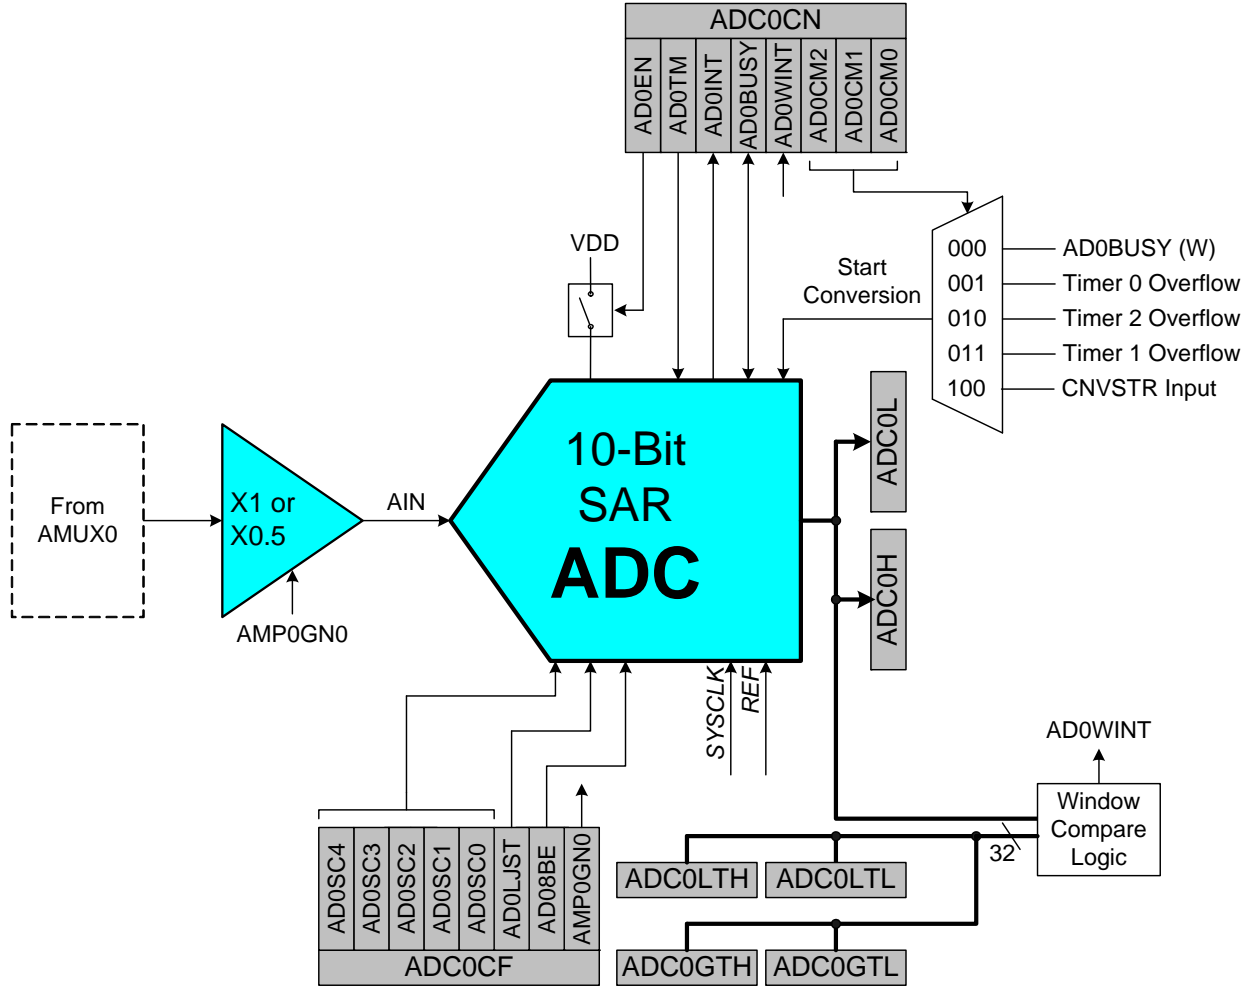 ADC0CN
AD0EN
AD0TM
AD0INT
AD0BUSY
AD0WINT
AD0CM2
AD0CM1
AD0CM0
VDD
Start
Conversion
000
001
010
011
100
AD0BUSY (W)
Timer 0 Overflow
Timer 2 Overflow
Timer 1 Overflow
CNVSTR Input
From
AMUX0
X1 or
X0.5
AMP0GN0
AIN
10-Bit
SAR
ADC
ADC0L
ADC0H
SYSCLK
REF
AD0WINT
Window
Compare
Logic
32
ADC0LTH
ADC0LTL
ADC0GTH
ADC0GTL
AD0SC4
AD0SC3
AD0SC2
AD0SC1
AD0SC0
AD0LJST
AD08BE
AMP0GN0
ADC0CF